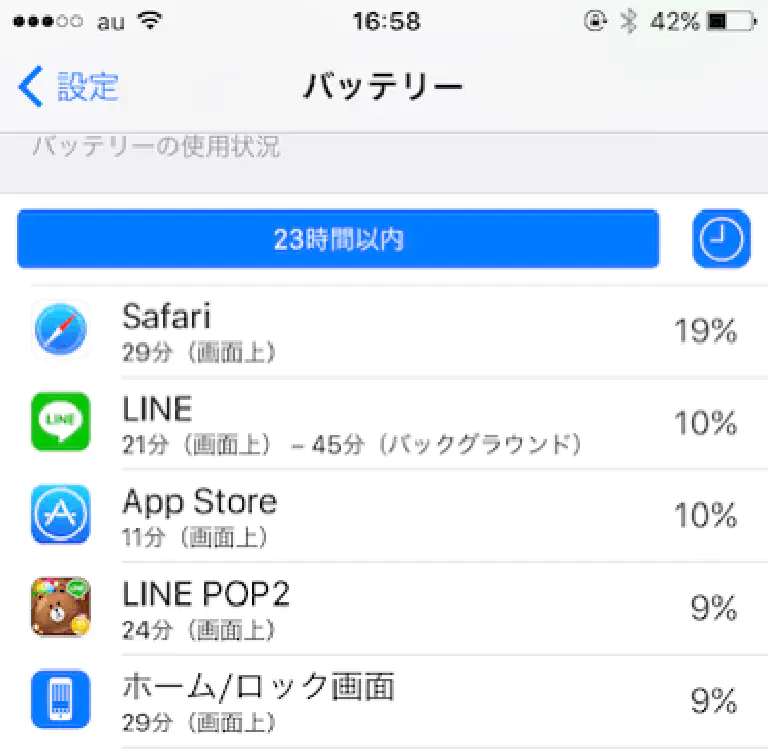 au 16:58 42%
設定 バッテリー
バッテリーの使用状況
23時間以内
Safari 19%
29分（画面上）
LINE LINE 10%
21分（画面上） – 45分（バックグラウンド）
App Store 10%
11分（画面上）
LINE POP2 9%
24分（画面上）
ホーム/ロック画面 9%
29分（画面上）